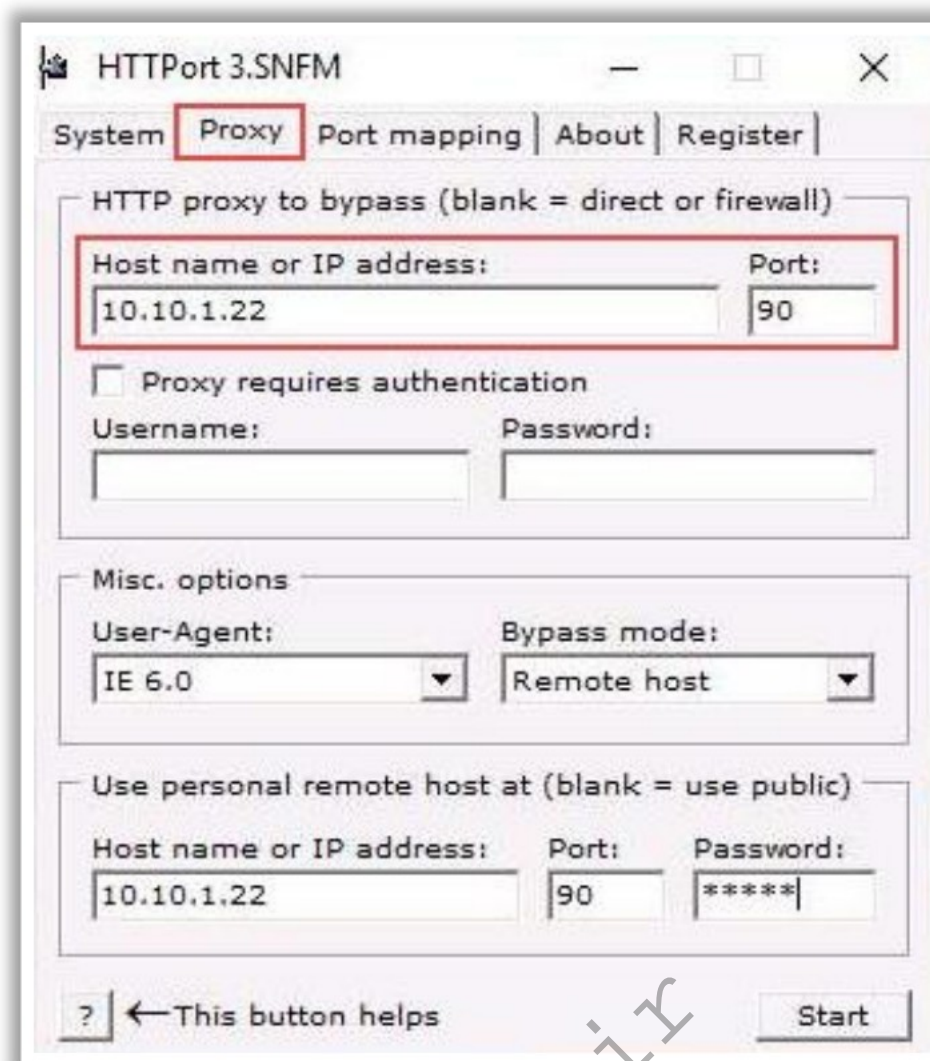 HTTPort 3.SNFM
System Proxy Port mapping About Register
HTTP proxy to bypass (blank = direct or firewall)
Host name or IP address: Port:
10.10.1.22 90
Proxy requires authentication
Username: Password:
Misc. options
User-Agent: Bypass mode:
IE 6.0 Remote host
Use personal remote host at (blank = use public)
Host name or IP address: Port: Password:
10.10.1.22 90 *****
? ←This button helps Start
ir